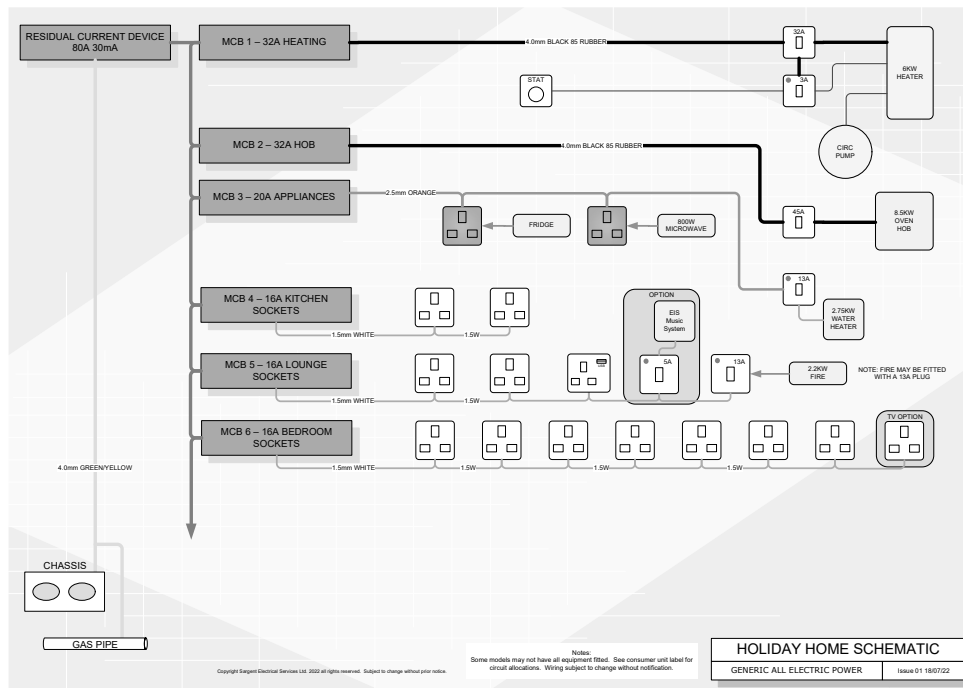 RESIDUAL CURRENT DEVICE
80A 30mA
MCB 1 – 32A HEATING
4.0mm BLACK 85 RUBBER
32A
6KW
HEATER
STAT
3A
CIRC
PUMP
MCB 2 – 32A HOB
4.0mm BLACK 85 RUBBER
MCB 3 – 20A APPLIANCES
2.5mm ORANGE
FRIDGE
800W
MICROWAVE
45A
8.5KW
OVEN
HOB
13A
2.75KW
WATER
HEATER
MCB 4 – 16A KITCHEN
SOCKETS
1.5mm WHITE
1.5W
OPTION
EIS
Music
System
MCB 5 – 16A LOUNGE
SOCKETS
1.5mm WHITE
1.5W
5A
13A
2.2KW
FIRE
NOTE: FIRE MAY BE FITTED
WITH A 13A PLUG
MCB 6 – 16A BEDROOM
SOCKETS
1.5mm WHITE
1.5W
1.5W
1.5W
TV OPTION
4.0mm GREEN/YELLOW
CHASSIS
GAS PIPE
Copyright Sargent Electrical Services Ltd. 2022 all rights reserved. Subject to change without prior notice.
Notes:
Some models may not have all equipment fitted. See consumer unit label for
circuit allocations. Wiring subject to change without notification.
HOLIDAY HOME SCHEMATIC
GENERIC ALL ELECTRIC POWER
Issue 01 18/07/22